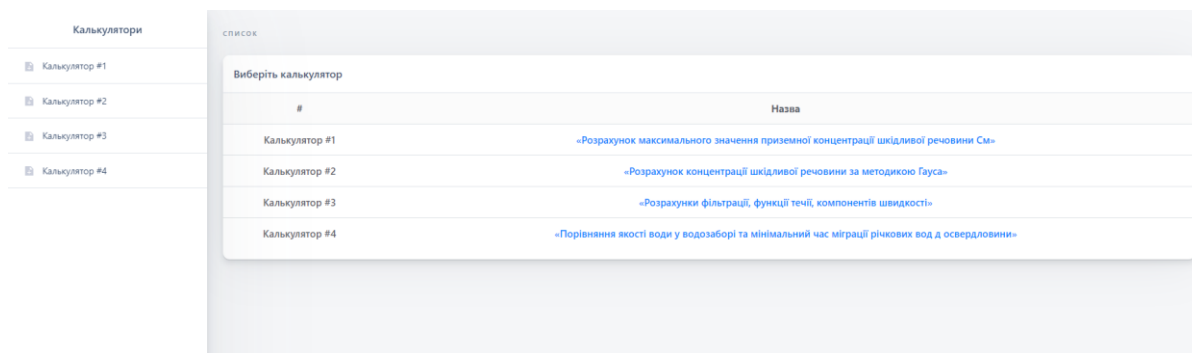 Калькулятори
Калькулятор #1
Калькулятор #2
Калькулятор #3
Калькулятор #4
список
Виберіть калькулятор
# Назва
Калькулятор #1 «Розрахунок максимального значення приземної концентрації шкідливої речовини См»
Калькулятор #2 «Розрахунок концентрації шкідливої речовини за методикою Гауса»
Калькулятор #3 «Розрахунки фільтрації, функції течії, компонентів швидкості»
Калькулятор #4 «Порівняння якості води у водозаборі та мінімальний час міграції річкових вод д освердловини»